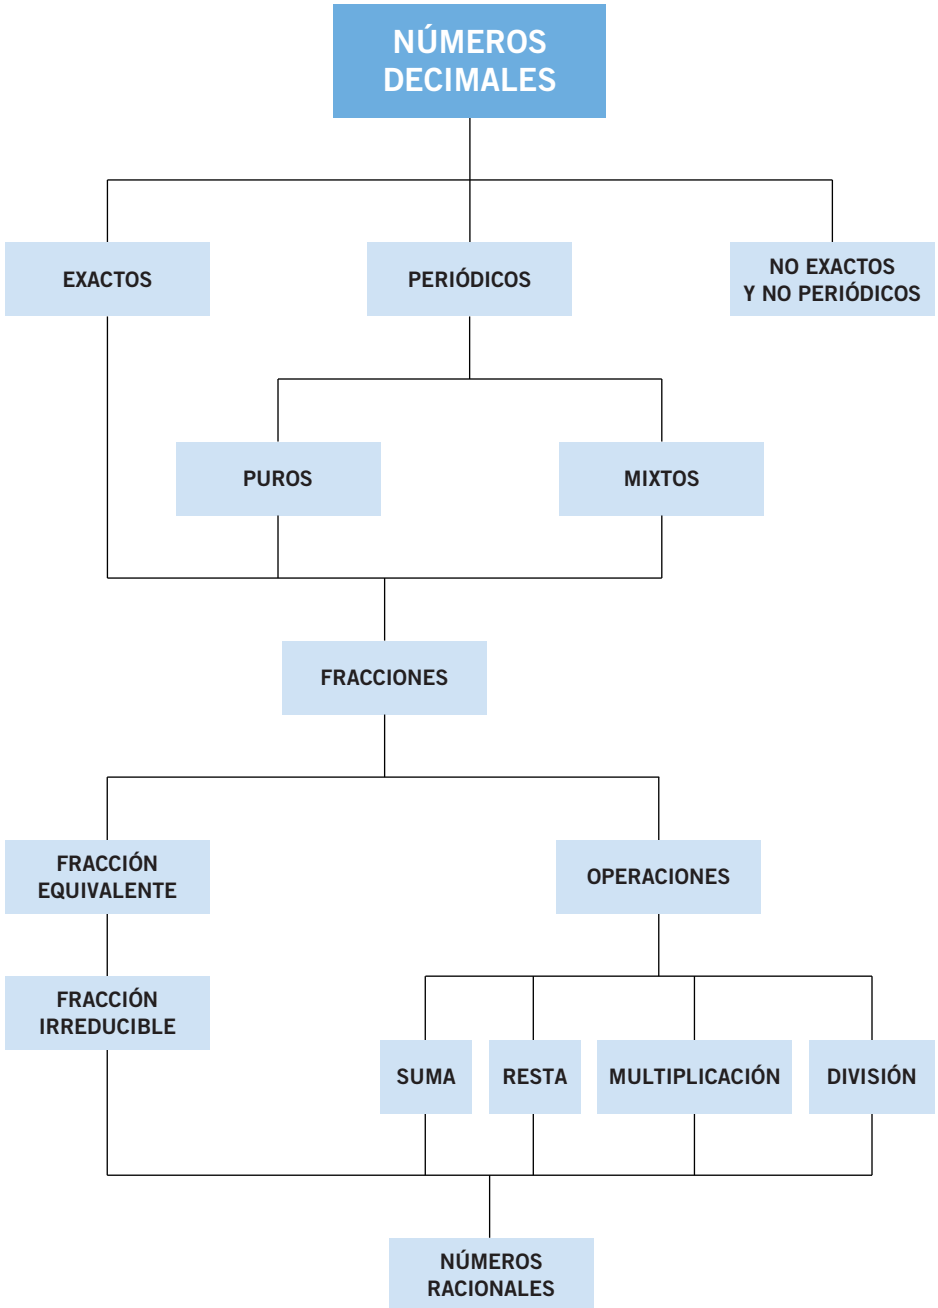 NÚMEROS
DECIMALES
EXACTOS
PERIÓDICOS
NO EXACTOS
Y NO PERIÓDICOS
PUROS
MIXTOS
FRACCIONES
FRACCIÓN
EQUIVALENTE
OPERACIONES
FRACCIÓN
IRREDUCIBLE
SUMA
RESTA
MULTIPLICACIÓN
DIVISIÓN
NÚMEROS
RACIONALES